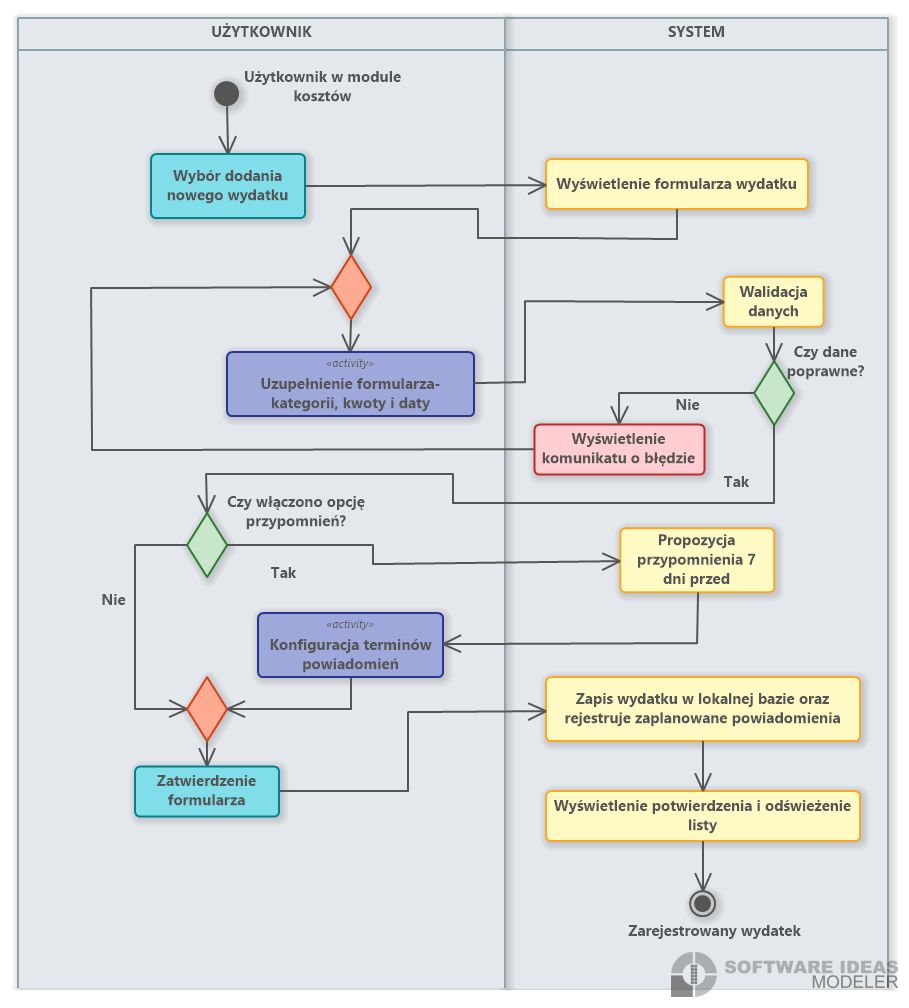 UŻYTKOWNIK
SYSTEM
Użytkownik w module
kosztów
Wybór dodania
nowego wydatku
Wyświetlenie formularza wydatku
Walidacja
danych
Czy dane
poprawne?
«activity»
Uzupełnienie formularza-
kategorii, kwoty i daty
Nie
Wyświetlenie
komunikatu o błędzie
Tak
Czy włączono opcję
przypomnień?
Tak
Nie
Propozycja
przypomnienia 7
dni przed
«activity»
Konfiguracja terminów
powiadomień
Zapis wydatku w lokalnej bazie oraz
rejestruje zaplanowane powiadomienia
Zatwierdzenie
formularza
Wyświetlenie potwierdzenia i odświeżenie
listy
Zarejestrowany wydatek
SOFTWARE IDEAS
MODELER